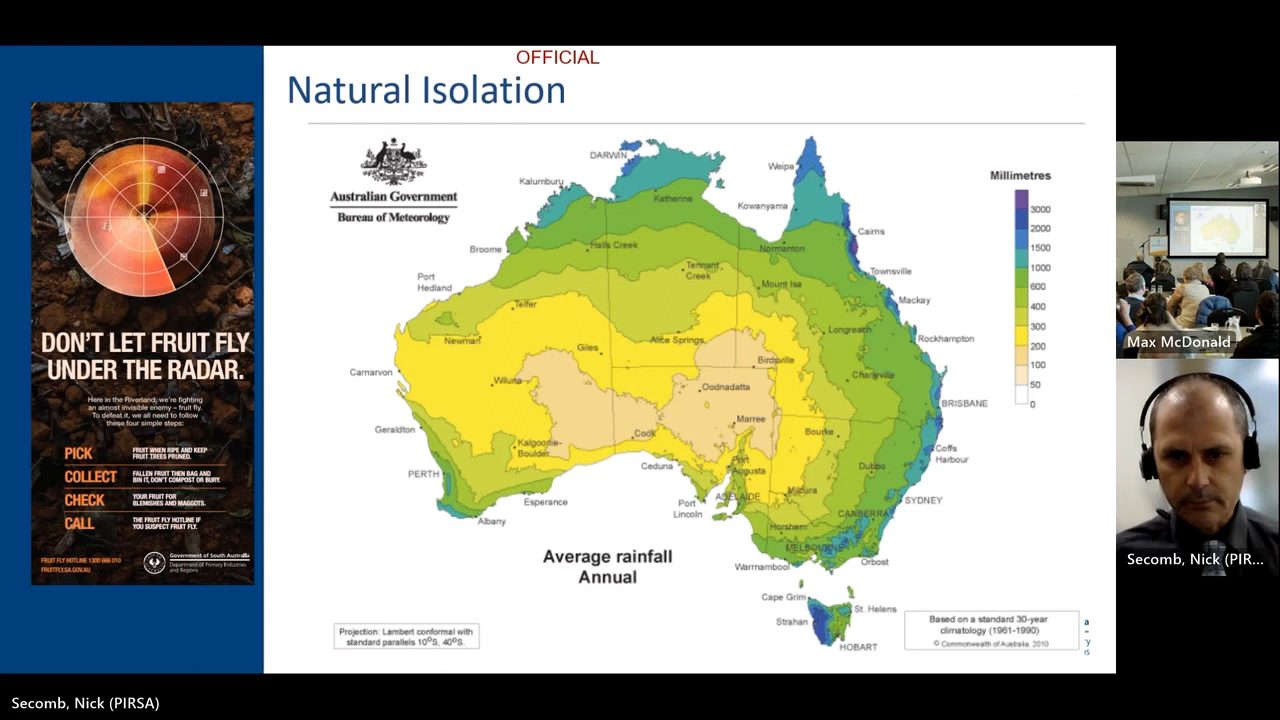 OFFICIAL
Natural Isolation
DON'T LET FRUIT FLY
UNDER THE RADAR.
Here in the Riverland, we're fighting
an almost invisible enemy – fruit fly.
To defeat it, we all need to follow
these four simple steps:
PICK
FRUIT WHEN RIPE AND KEEP
FRUIT TREES PRUNED.
COLLECT
FALLEN FRUIT THEN BAG AND
BIN IT, DON'T COMPOST OR BURY.
CHECK
YOUR FRUIT FOR
BLEMISHES AND MAGGOTS.
CALL
THE FRUIT FLY HOTLINE IF
YOU SUSPECT FRUIT FLY.
FRUIT FLY HOTLINE 1300 666 010
FRUITFLY.SA.GOV.AU
Government of South Australia
Department of Primary Industries
and Regions
Australian Government
Bureau of Meteorology
DARWIN
Weipa
Kalumburu
Katherine
Kowanyama
Cairns
Broome
Halls Creek
Normanton
Port
Hedland
Tennant
Creek
Townsville
Mount Isa
Telfer
Mackay
Newman
Giles
Alice Springs
Longreach
Rockhampton
Carnarvon
Wiluna
Birdsville
Charleville
Oodnadatta
BRISBANE
Geraldton
Marree
Cook
Bourke
Kalgoorlie-
Boulder
Coffs
Harbour
PERTH
Ceduna
Port
Augusta
Dubbo
Esperance
Port
Lincoln
ADELAIDE
Mildura
SYDNEY
Albany
CANBERRA
Horsham
MELBOURNE
Warrnambool
Orbost
Cape Grim
St. Helens
Strahan
HOBART
Millimetres
3000
2000
1500
1000
600
400
300
200
100
50
0
Average rainfall
Annual
Projection: Lambert conformal with
standard parallels 10°S, 40°S.
Based on a standard 30-year
climatology (1961-1990)
© Commonwealth of Australia, 2010
Max McDonald
Secomb, Nick (PIR...
Secomb, Nick (PIRSA)